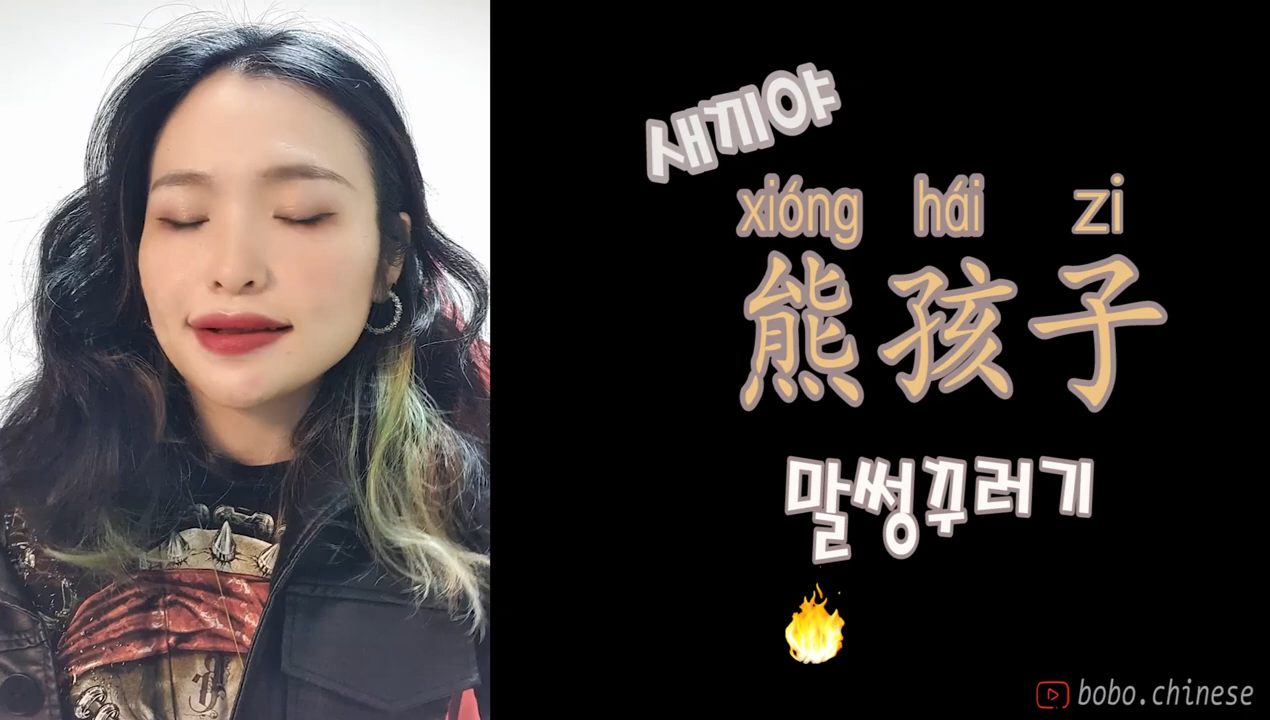 새끼야
xióng hái zi
熊孩子
말썽꾸러기
bobo.chinese